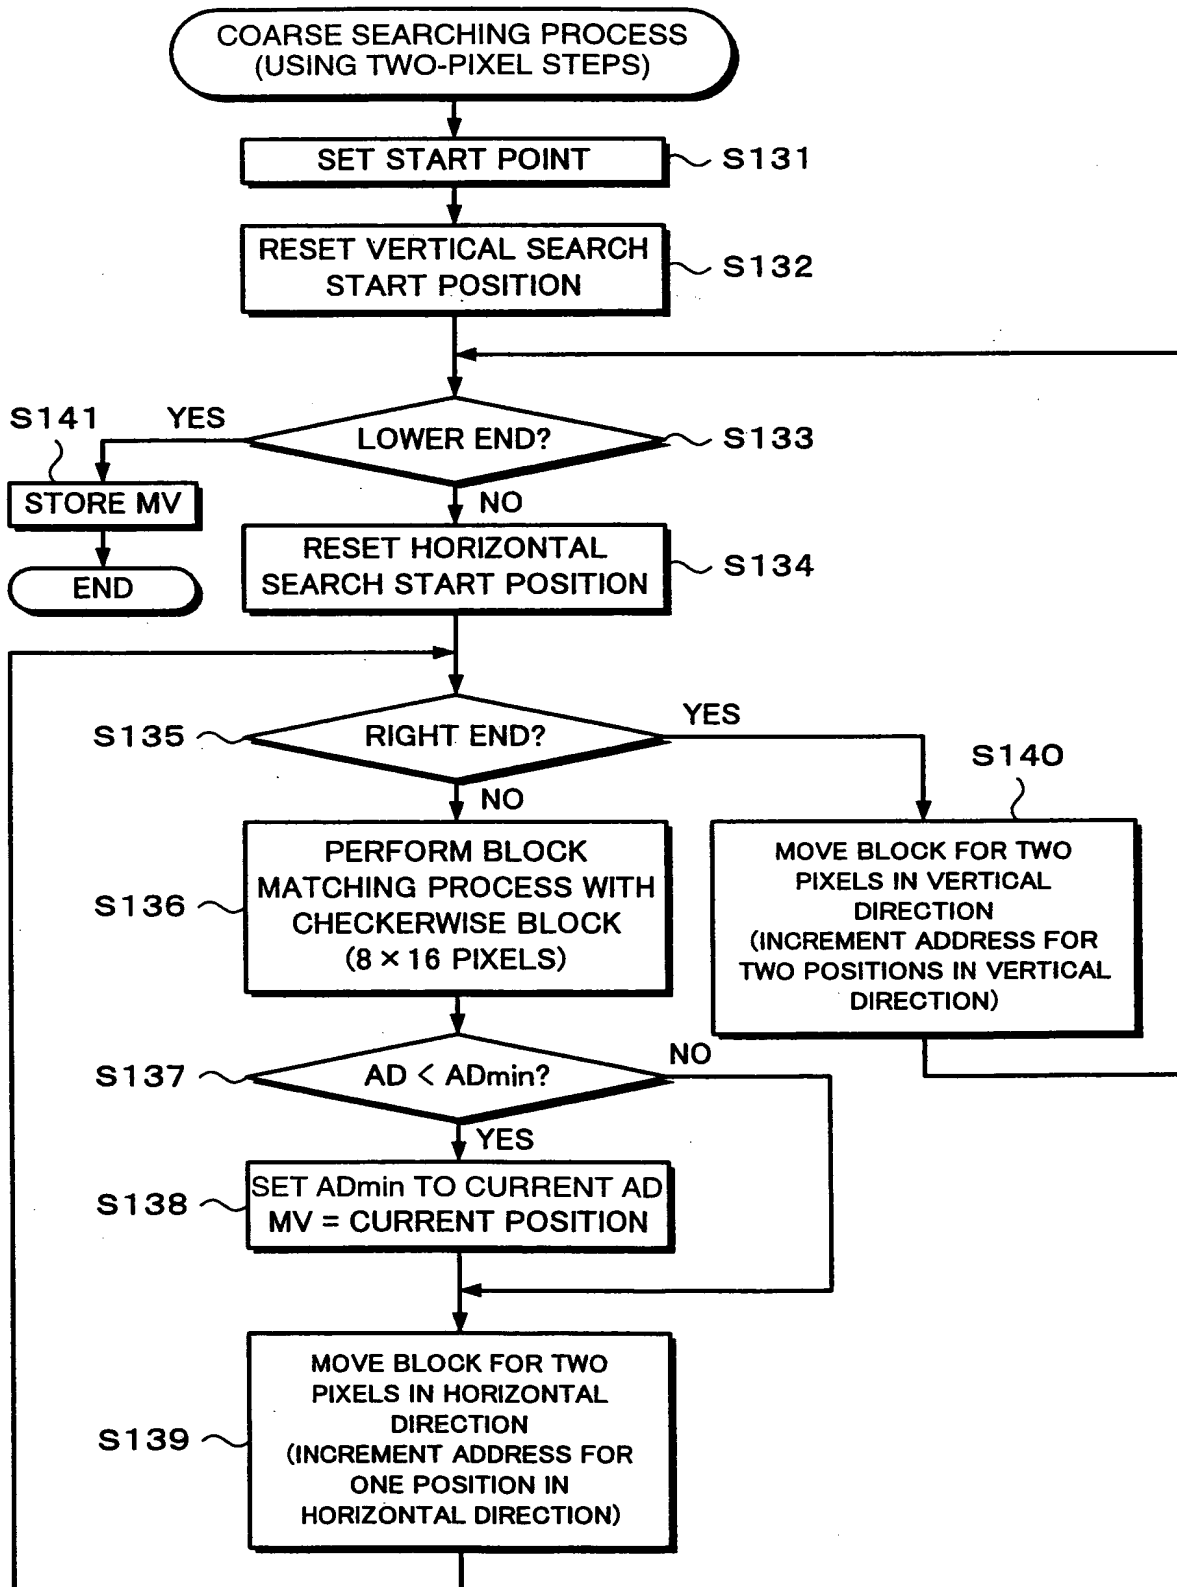 COARSE SEARCHING PROCESS
(USING TWO-PIXEL STEPS)
SET START POINT
S131
RESET VERTICAL SEARCH
START POSITION
S132
S141
YES
LOWER END?
S133
STORE MV
NO
END
RESET HORIZONTAL
SEARCH START POSITION
S134
S135
RIGHT END?
YES
NO
S140
PERFORM BLOCK
MATCHING PROCESS WITH
CHECKERWISE BLOCK
(8 × 16 PIXELS)
S136
MOVE BLOCK FOR TWO
PIXELS IN VERTICAL
DIRECTION
(INCREMENT ADDRESS FOR
TWO POSITIONS IN VERTICAL
DIRECTION)
S137
AD < ADmin?
NO
YES
S138
SET ADmin TO CURRENT AD
MV = CURRENT POSITION
S139
MOVE BLOCK FOR TWO
PIXELS IN HORIZONTAL
DIRECTION
(INCREMENT ADDRESS FOR
ONE POSITION IN
HORIZONTAL DIRECTION)